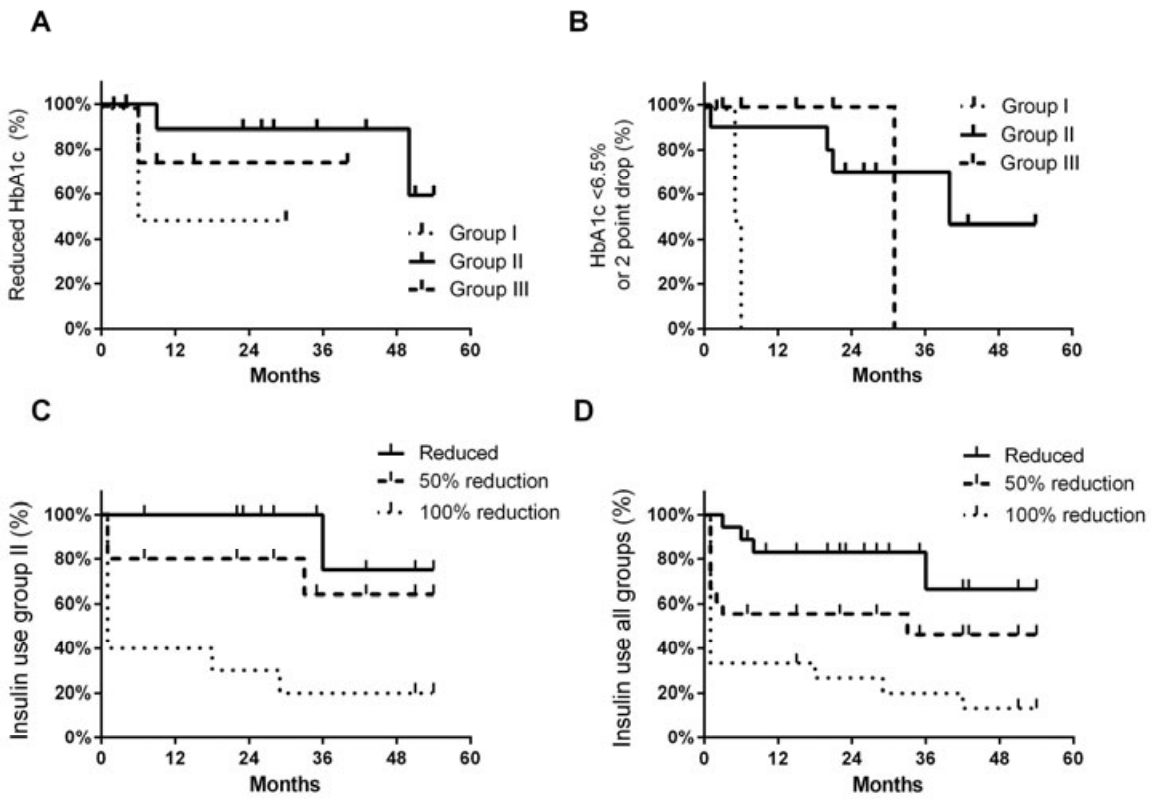 A
Reduced HbA1c (%)
100%
80%
60%
40%
20%
0%
0 12 24 36 48 60
Months
Group I
Group II
Group III
B
HbA1c <6.5%
or 2 point drop (%)
100%
80%
60%
40%
20%
0%
0 12 24 36 48 60
Months
Group I
Group II
Group III
C
Insulin use group II (%)
100%
80%
60%
40%
20%
0%
0 12 24 36 48 60
Months
Reduced
50% reduction
100% reduction
D
Insulin use all groups (%)
100%
80%
60%
40%
20%
0%
0 12 24 36 48 60
Months
Reduced
50% reduction
100% reduction